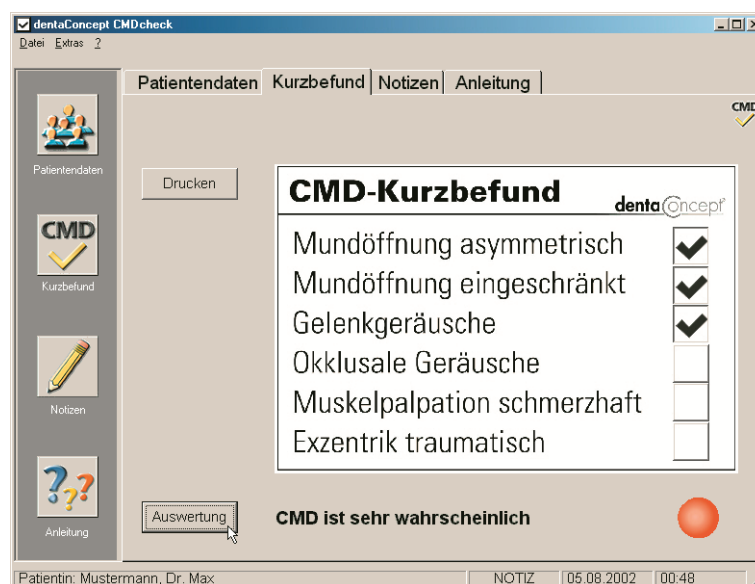 dentaConcept CMDcheck
Datei Extras ?
Patientendaten Kurzbefund Notizen Anleitung
CMD
Patientendaten
Drucken
CMD-Kurzbefund
dentaConcept
CMD
Kurzbefund
Mundöffnung asymmetrisch
Mundöffnung eingeschränkt
Gelenkgeräusche
Okklusale Geräusche
Muskelpalpation schmerzhaft
Exzentrik traumatisch
Notizen
???
Anleitung
Auswertung
CMD ist sehr wahrscheinlich
Patientin: Mustermann, Dr. Max NOTIZ 05.08.2002 00:48